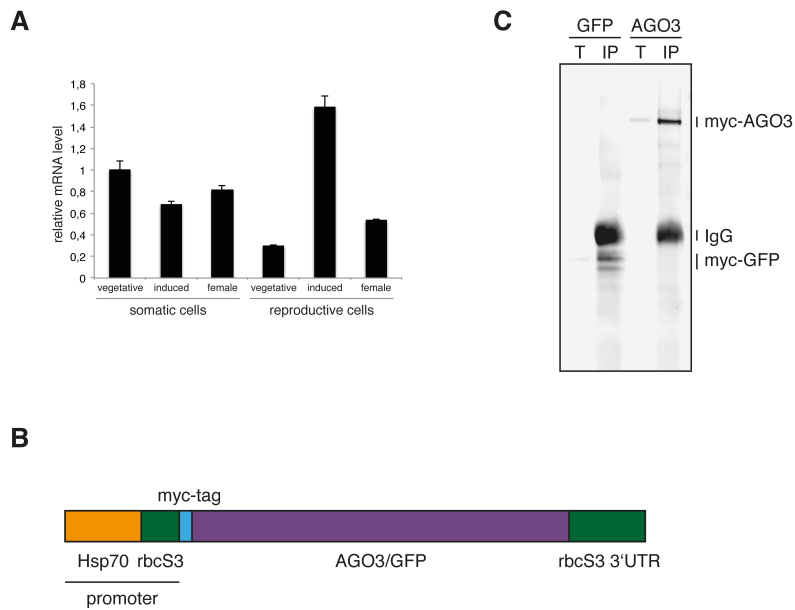 A
1,8
1,6
1,4
1,2
1
0,8
0,6
0,4
0,2
0
relative mRNA level
vegetative induced female vegetative induced female
somatic cells reproductive cells
C
GFP AGO3
T IP T IP
myc-AGO3
IgG
myc-GFP
B
myc-tag
Hsp70 rbcS3 AGO3/GFP rbcS3 3‘UTR
promoter